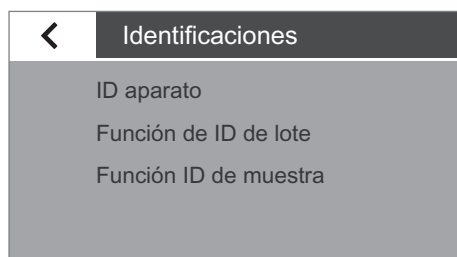 Identificaciones
ID aparato
Función de ID de lote
Función ID de muestra